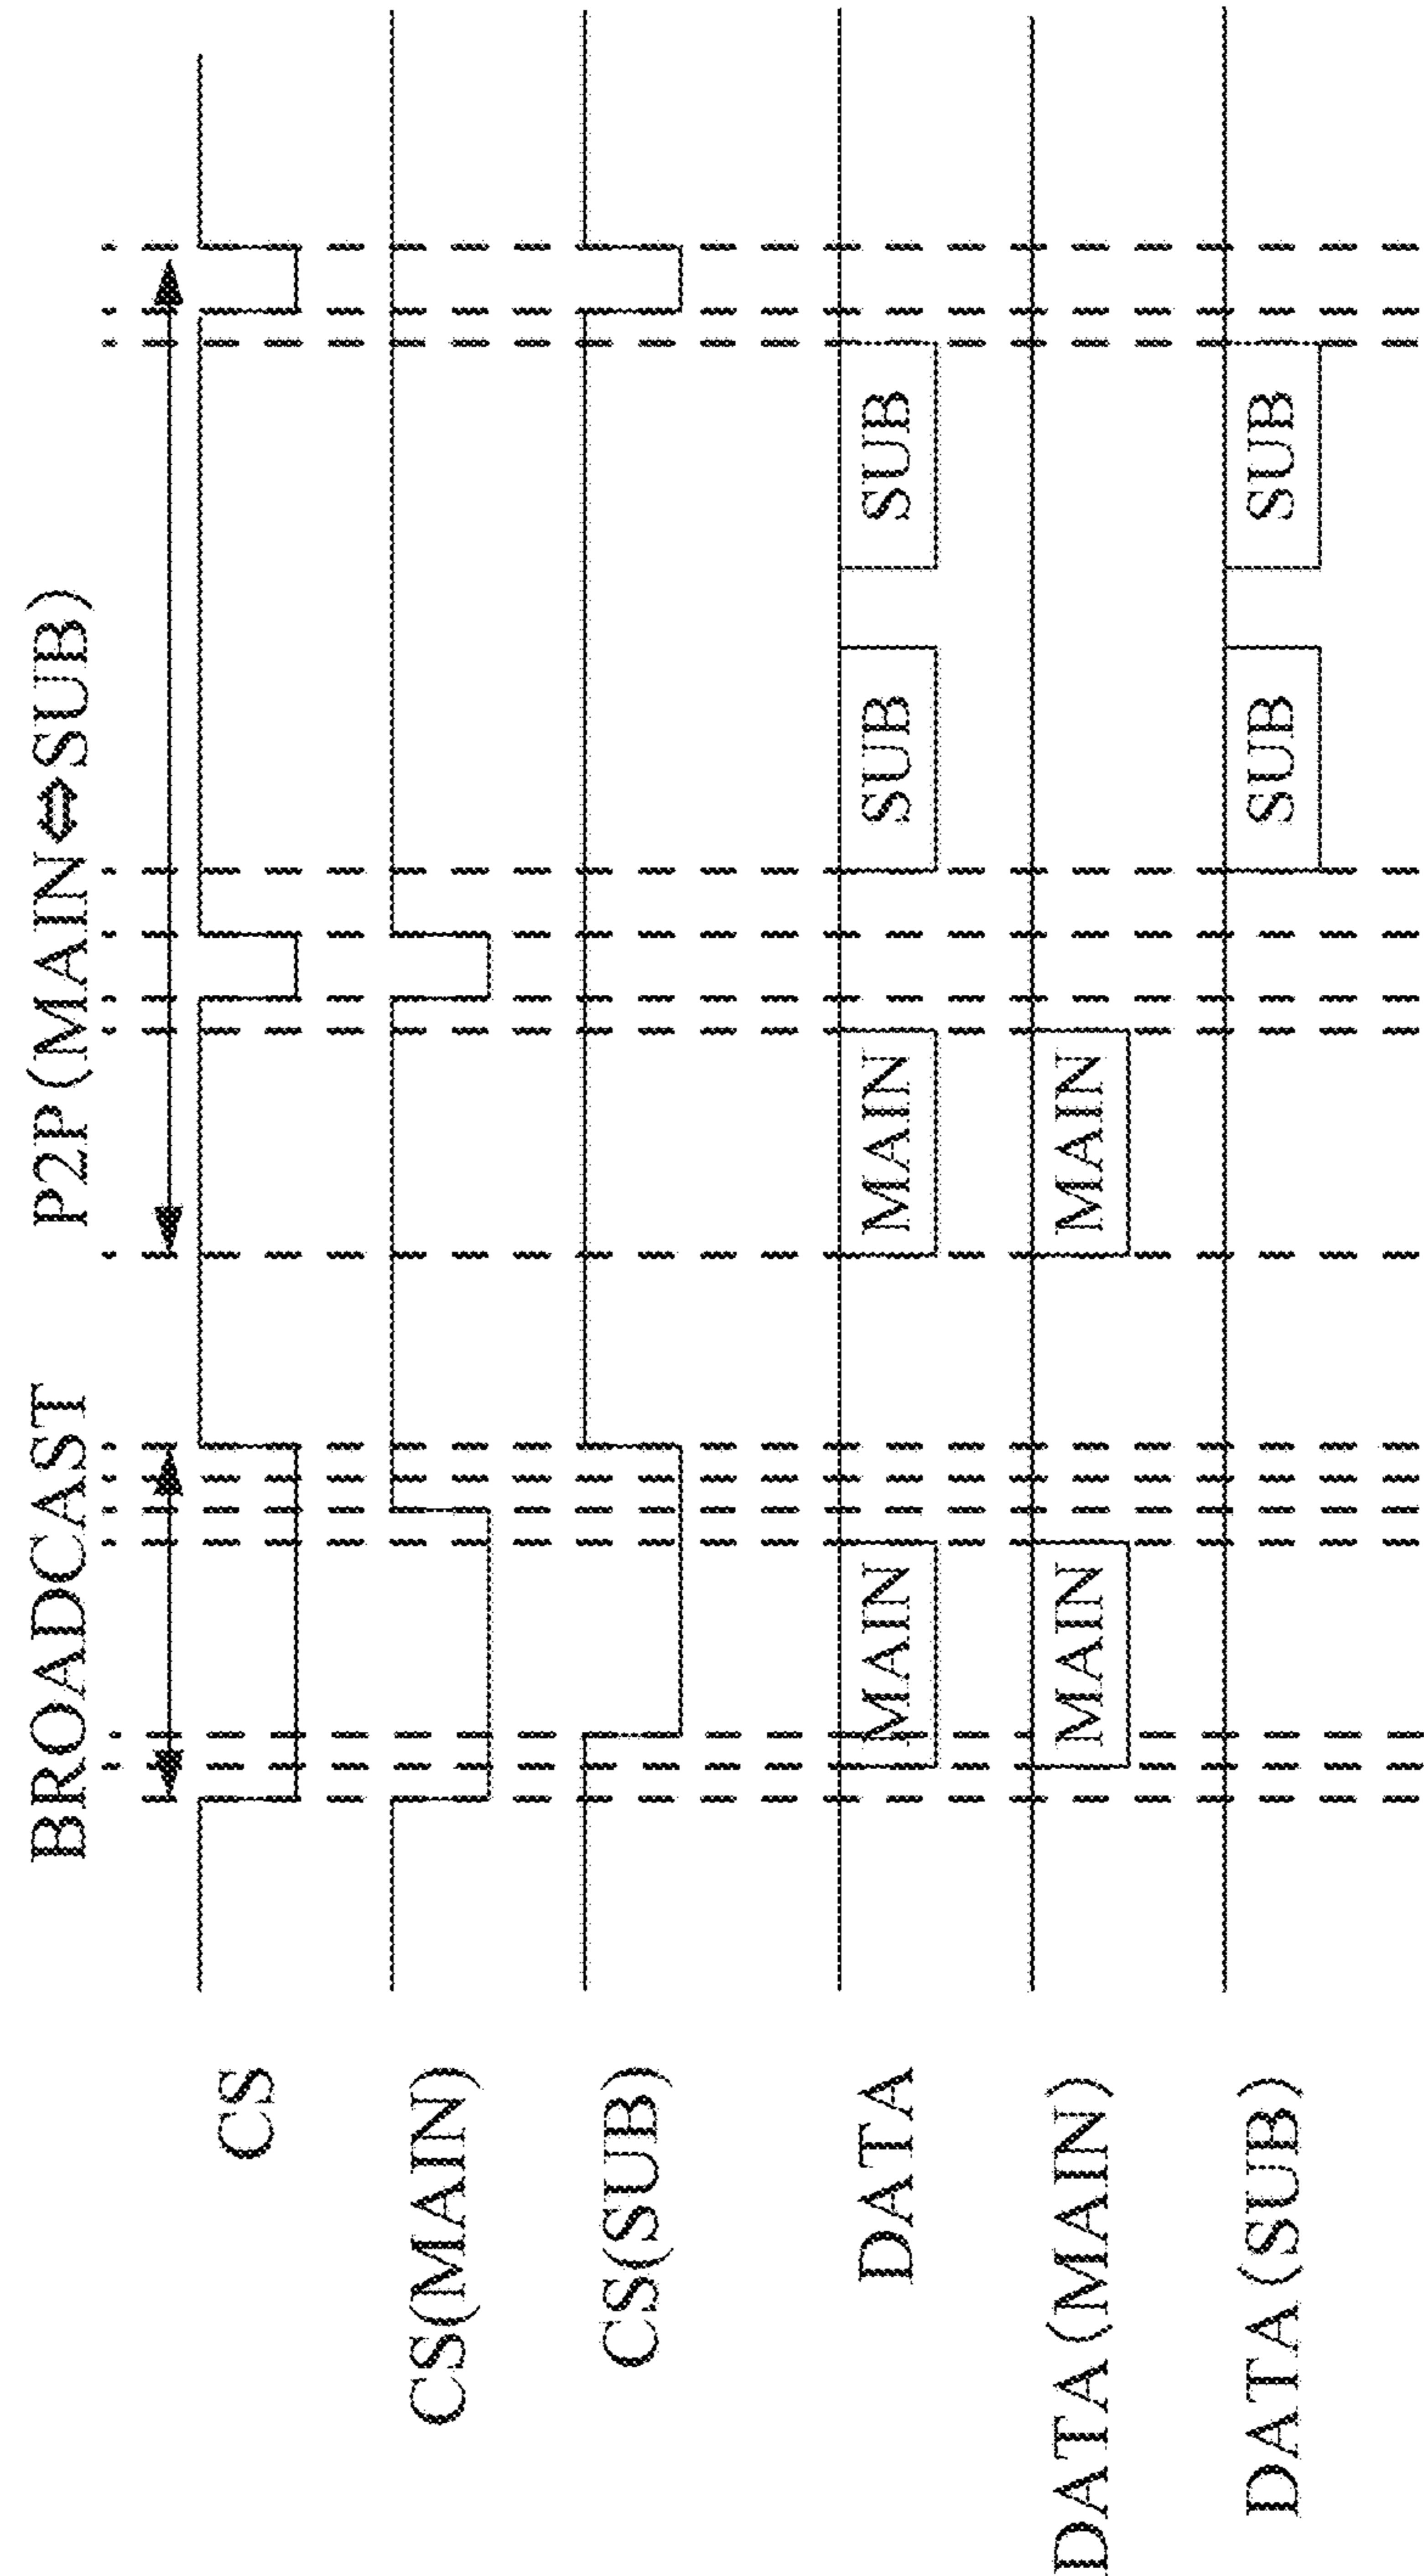 BROADCAST
P2P (MAIN⇔SUB)
CS
CS(MAIN)
CS(SUB)
DATA
MAIN
MAIN
SUB
SUB
DATA (MAIN)
MAIN
MAIN
DATA (SUB)
SUB
SUB